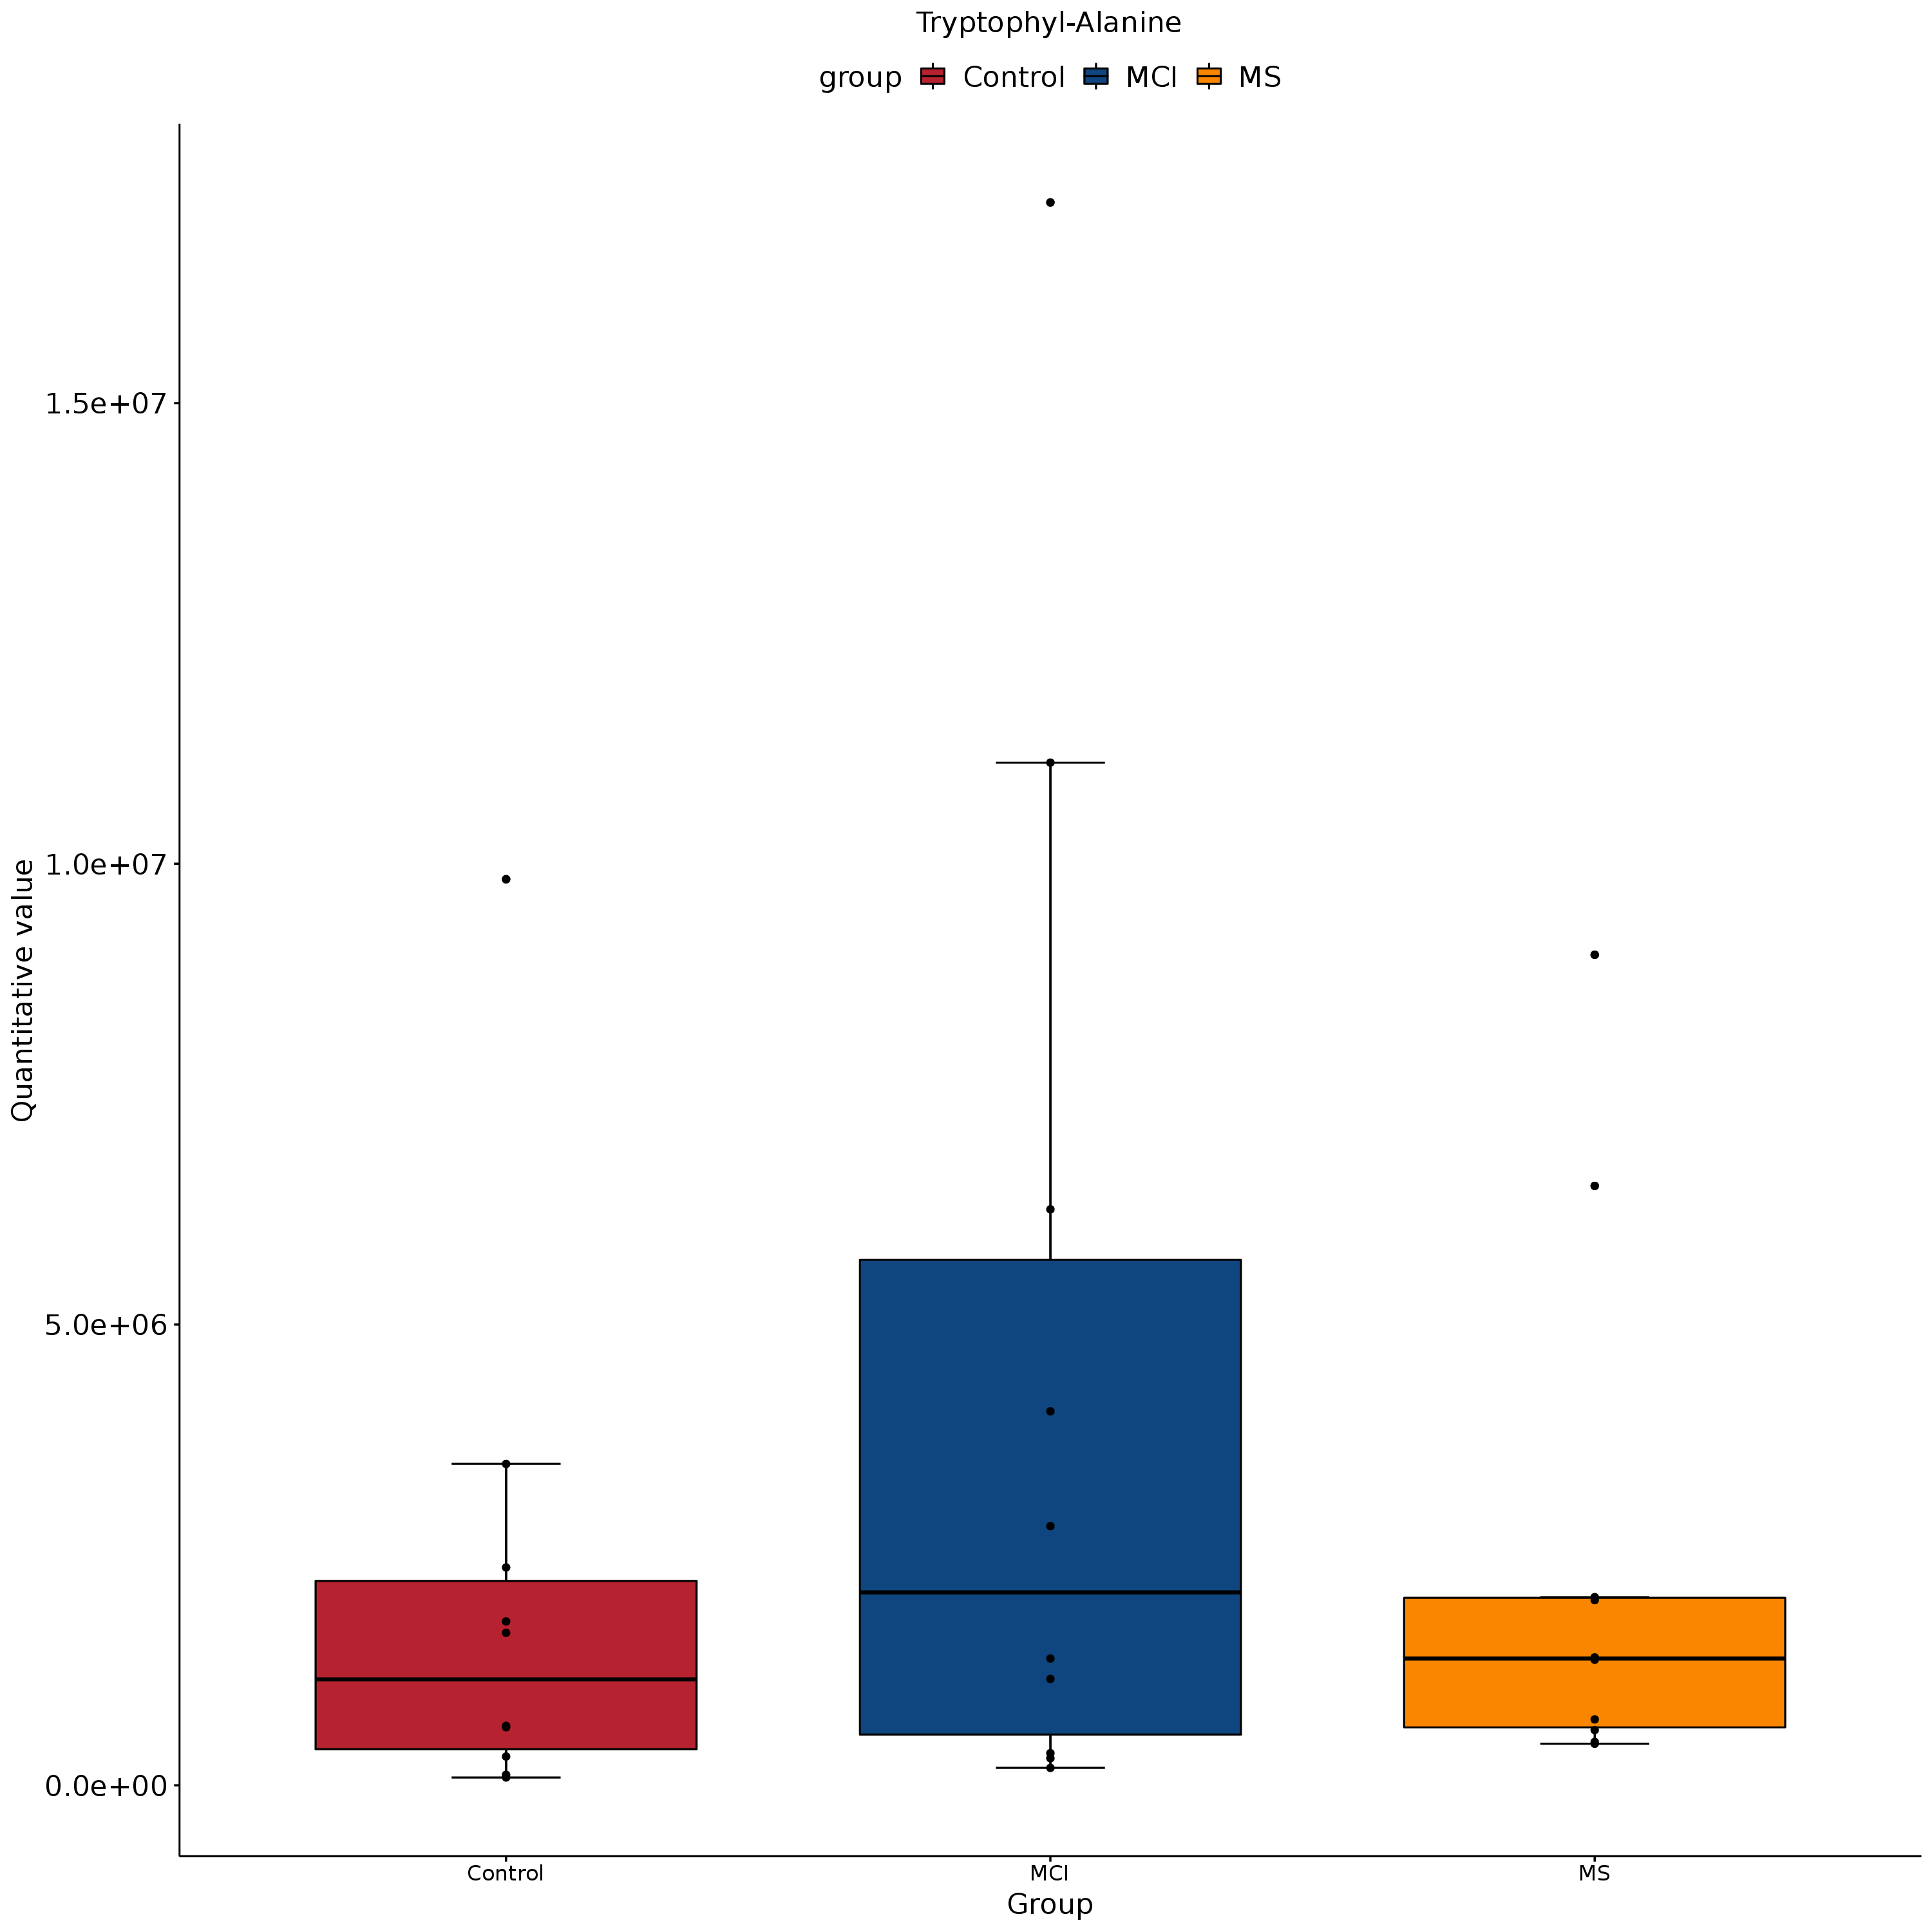 Tryptophyl-Alanine
group Control MCI MS
1.5e+07
1.0e+07
5.0e+06
0.0e+00
Quantitative value
Control MCI MS
Group